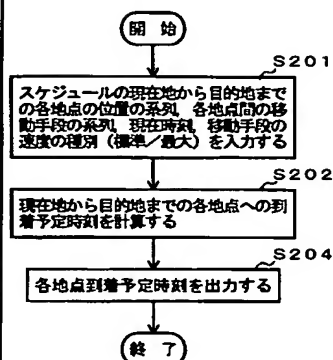 開 始
S201
スケジュールの現在地から目的地まで
の各地点の位置の系列, 各地点間の移
動手段の系列, 現在時刻, 移動手段の
速度の種別（標準／最大）を入力する
S202
現在地から目的地までの各地点への到
着予定時刻を計算する
S204
各地点到着予定時刻を出力する
終 了